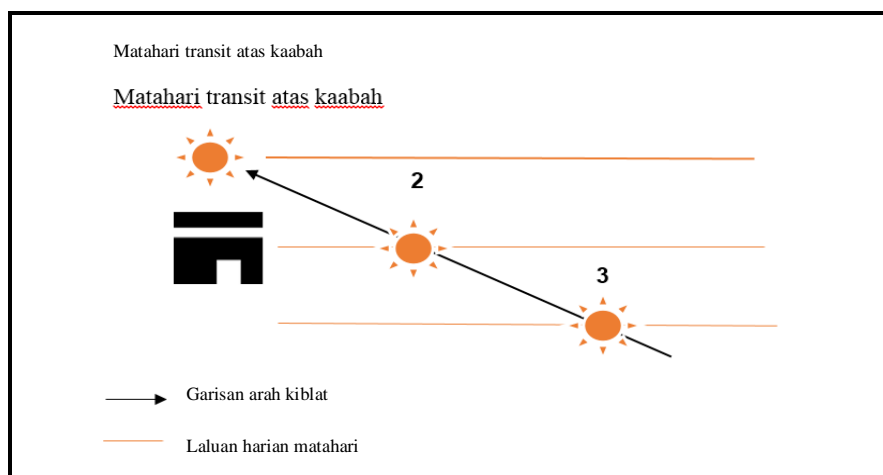 Matahari transit atas kaabah
Matahari transit atas kaabah
2
3
Garisan arah kiblat
Laluan harian matahari